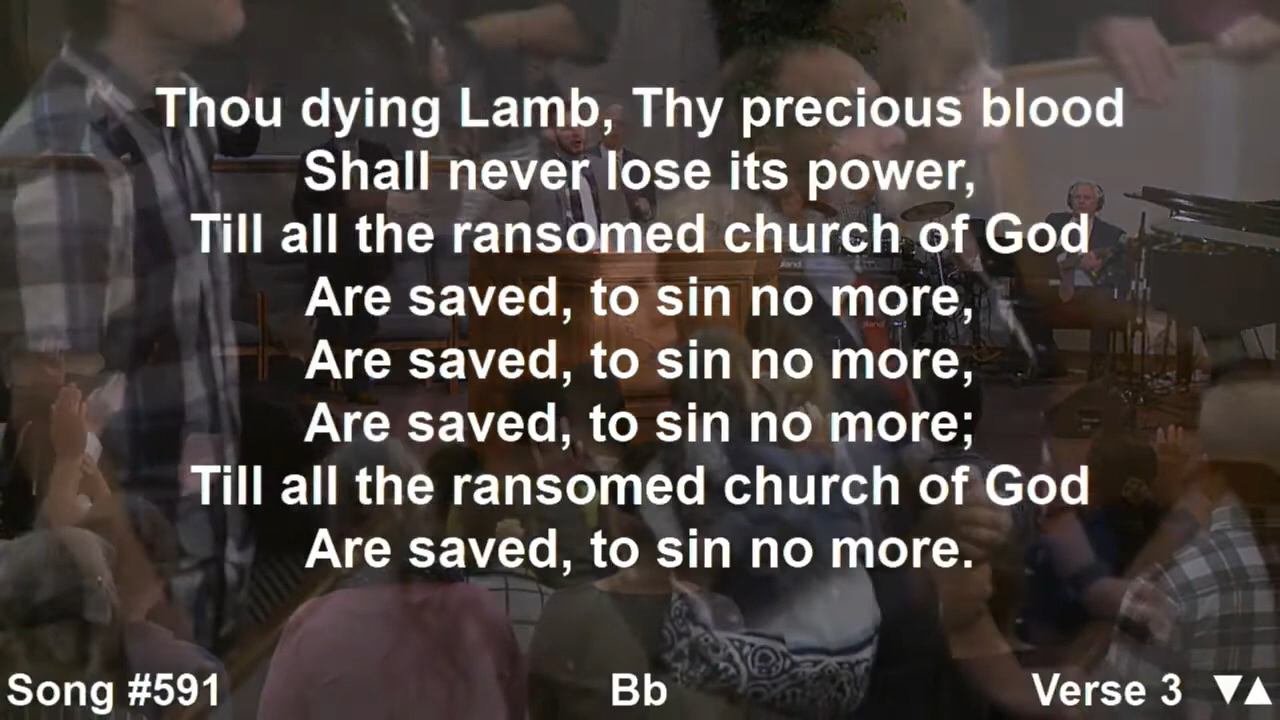 Thou dying Lamb, Thy precious blood
Shall never lose its power,
Till all the ransomed church of God
Are saved, to sin no more,
Are saved, to sin no more,
Are saved, to sin no more;
Till all the ransomed church of God
Are saved, to sin no more.
Song #591 Bb Verse 3 ▼▲